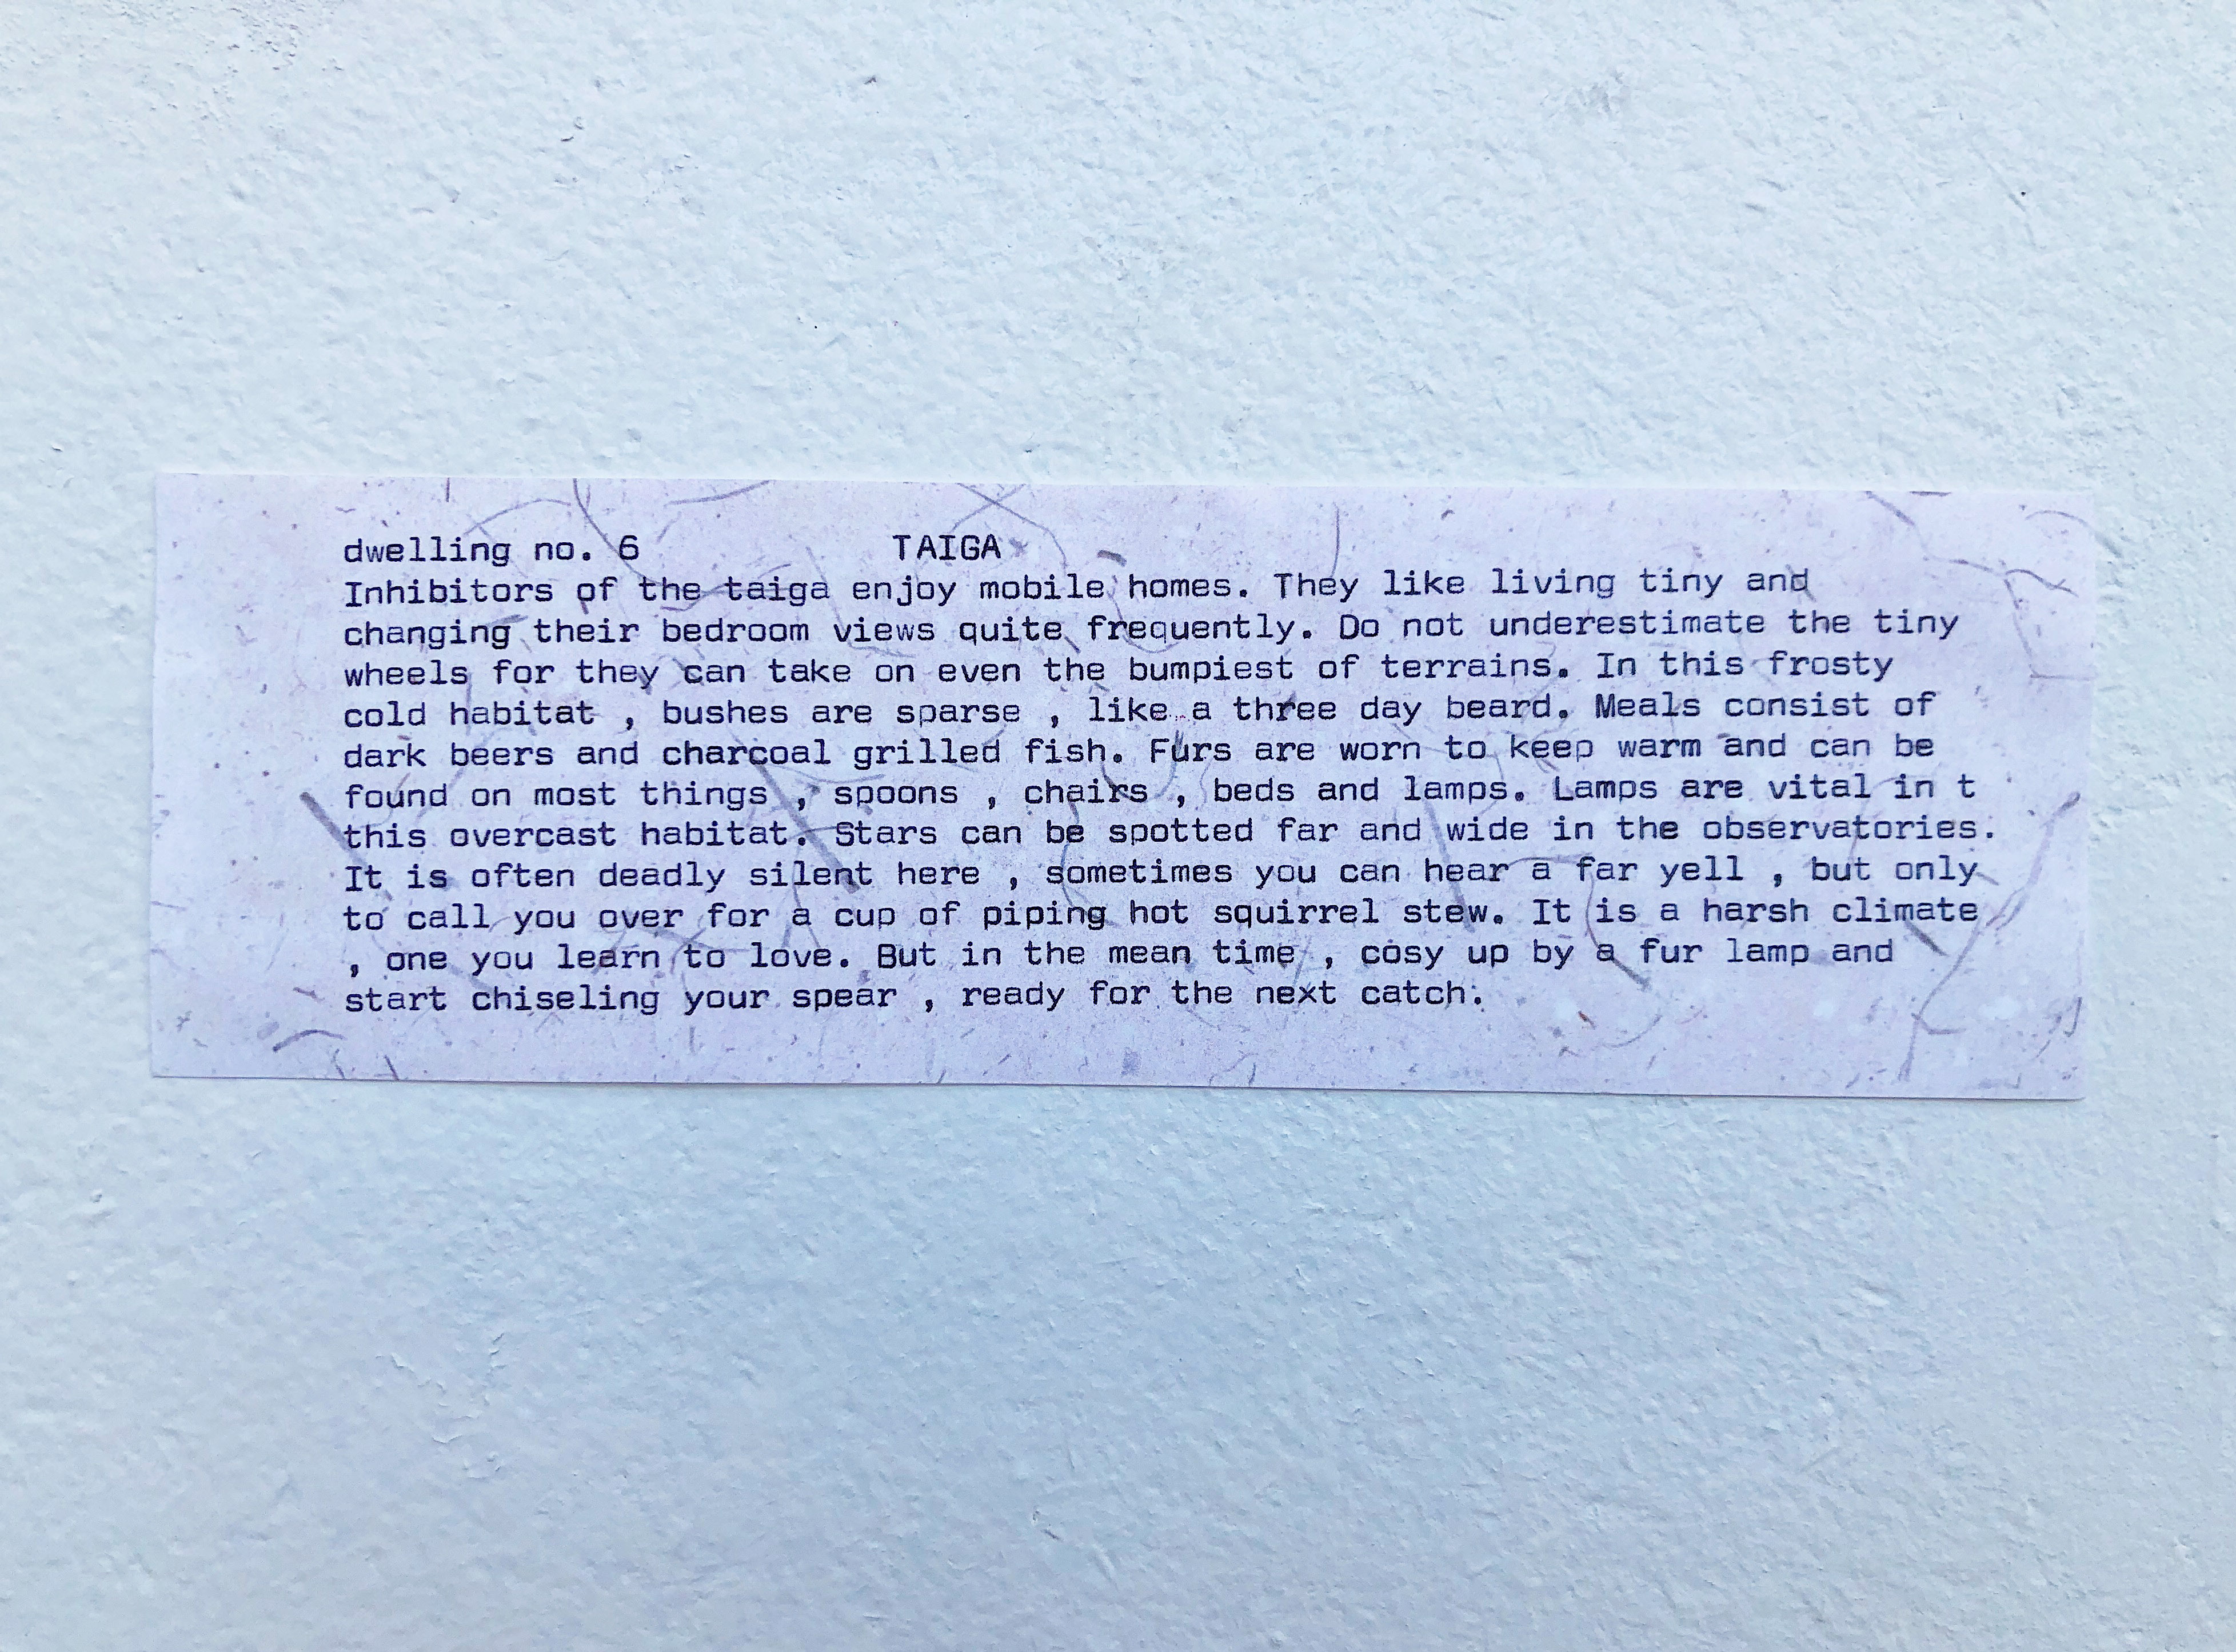 dwelling no. 6 TAIGA
Inhibitors of the taiga enjoy mobile homes. They like living tiny and
changing their bedroom views quite frequently. Do not underestimate the tiny
wheels for they can take on even the bumpiest of terrains. In this frosty
cold habitat , bushes are sparse , like a three day beard. Meals consist of
dark beers and charcoal grilled fish. Furs are worn to keep warm and can be
found on most things , spoons , chairs , beds and lamps. Lamps are vital in t
this overcast habitat. Stars can be spotted far and wide in the observatories.
It is often deadly silent here , sometimes you can hear a far yell , but only
to call you over for a cup of piping hot squirrel stew. It is a harsh climate
, one you learn to love. But in the mean time , cosy up by a fur lamp and
start chiseling your spear , ready for the next catch.